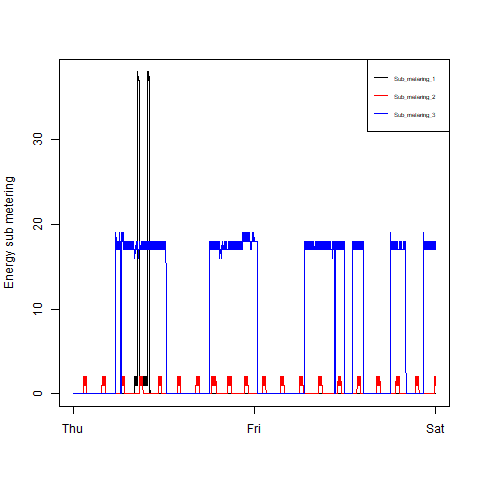 Energy sub metering
30
20
10
0
Thu
Fri
Sat
Sub_metering_1
Sub_metering_2
Sub_metering_3